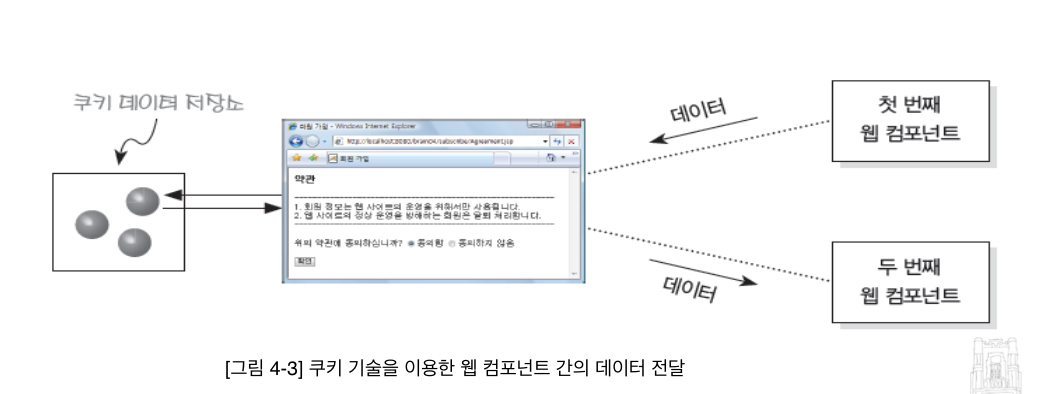 쿠키 데이터 저장소
데이터
첫 번째
웹 컴포넌트
회원 가입 - Windows Internet Explorer
http://localhost:8080/brain04/subscribe/Agreement.jsp
회원 가입
약관
1. 회원 정보는 웹 사이트의 운영을 위해서만 사용됩니다.
2. 웹 사이트의 정상 운영을 방해하는 회원은 탈퇴 처리합니다.
위의 약관에 동의하십니까? 동의함 동의하지 않음
확인
두 번째
웹 컴포넌트
데이터
[그림 4-3] 쿠키 기술을 이용한 웹 컴포넌트 간의 데이터 전달